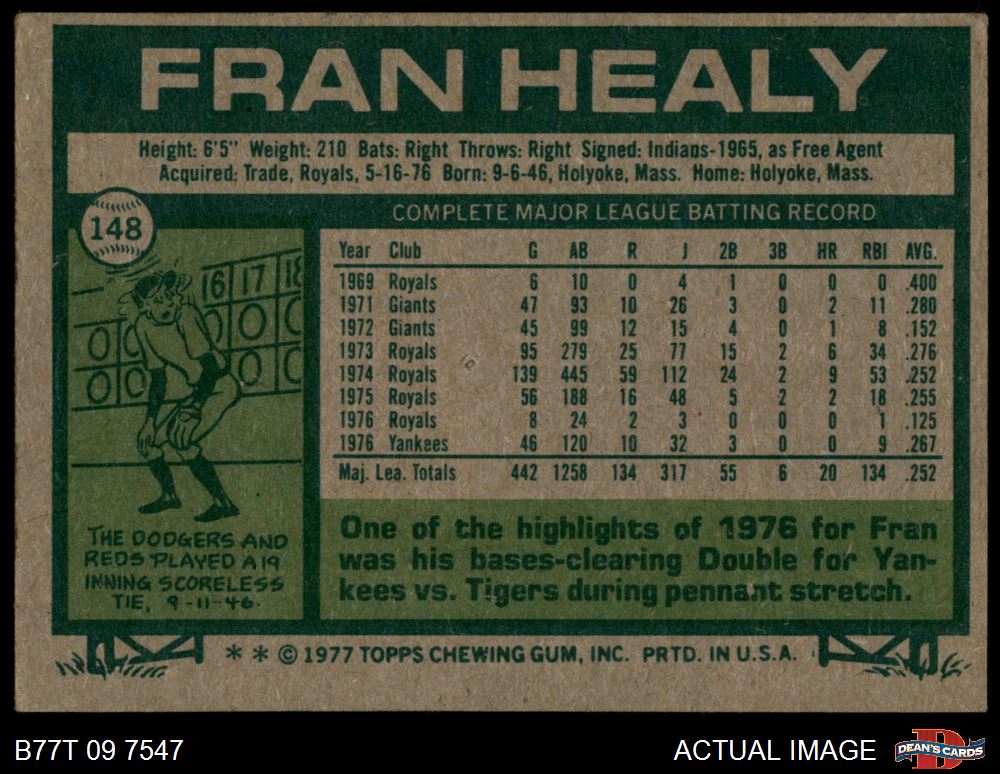 FRAN HEALY
Height: 6'5" Weight: 210 Bats: Right Throws: Right Signed: Indians-1965, as Free Agent
Acquired: Trade, Royals, 5-16-76 Born: 9-6-46, Holyoke, Mass. Home: Holyoke, Mass.
148
COMPLETE MAJOR LEAGUE BATTING RECORD
Year Club G AB R J 2B 3B HR RBI AVG.
1969 Royals 6 10 0 4 1 0 0 0 .400
1971 Giants 47 93 10 26 3 0 2 11 .280
1972 Giants 45 99 12 15 4 0 1 8 .152
1973 Royals 95 279 25 77 15 2 6 34 .276
1974 Royals 139 445 59 112 24 2 9 53 .252
1975 Royals 56 188 16 48 5 2 2 18 .255
1976 Royals 8 24 2 3 0 0 0 1 .125
1976 Yankees 46 120 10 32 3 0 0 9 .267
Maj. Lea. Totals 442 1258 134 317 55 6 20 134 .252
16 17 18
0 0 0
0 0 0
THE DODGERS AND
REDS PLAYED A 19
INNING SCORELESS
TIE, 9-11-46.
One of the highlights of 1976 for Fran
was his bases-clearing Double for Yan-
kees vs. Tigers during pennant stretch.
* * © 1977 TOPPS CHEWING GUM, INC. PRTD. IN U.S.A.
B77T 09 7547
ACTUAL IMAGE
D
DEAN'S CARDS